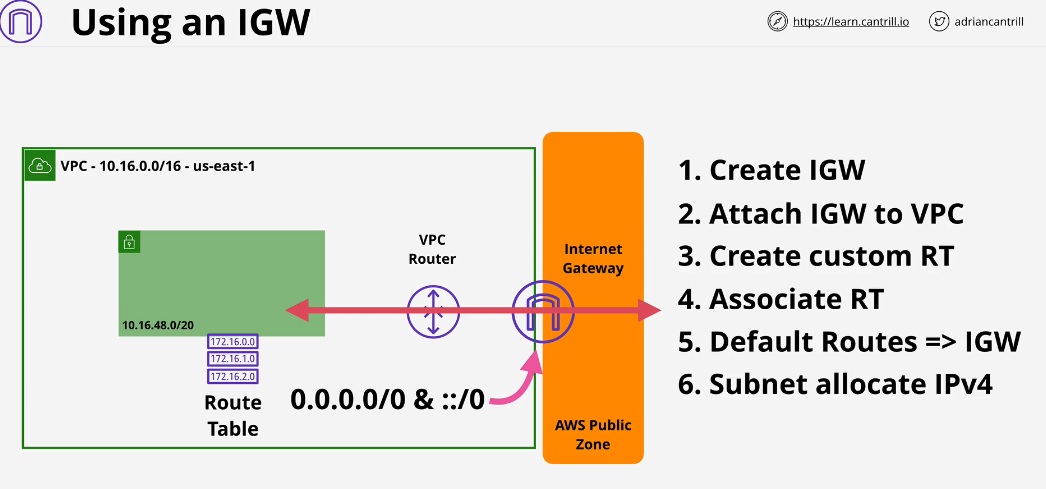 Using an IGW
https://learn.cantrill.io
adriancantrill
VPC - 10.16.0.0/16 - us-east-1
VPC
Router
Internet
Gateway
10.16.48.0/20
172.16.0.0
172.16.1.0
172.16.2.0
Route
Table
0.0.0.0/0 & ::/0
AWS Public
Zone
1. Create IGW
2. Attach IGW to VPC
3. Create custom RT
4. Associate RT
5. Default Routes => IGW
6. Subnet allocate IPv4